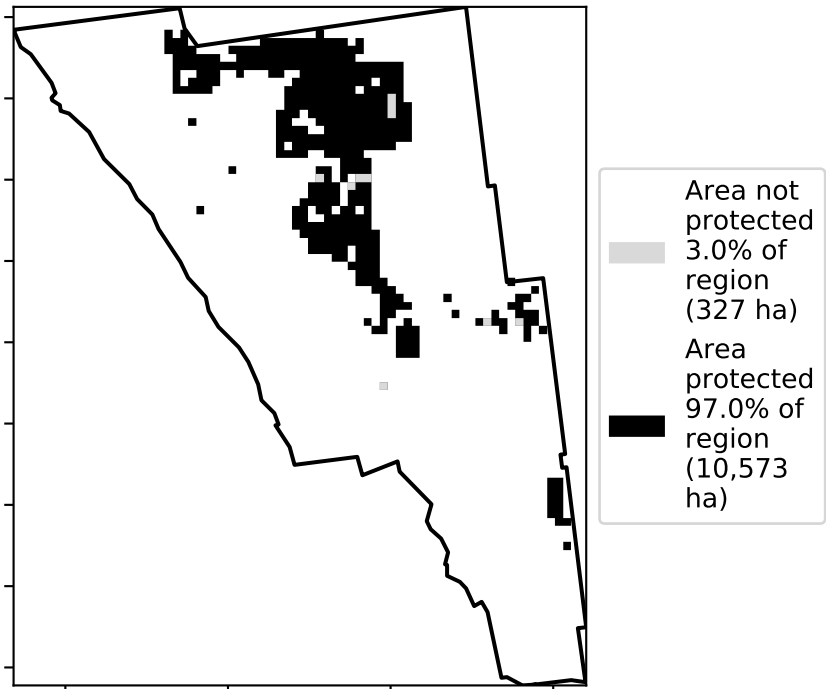 Area not
protected
3.0% of
region
(327 ha)
Area
protected
97.0% of
region
(10,573
ha)